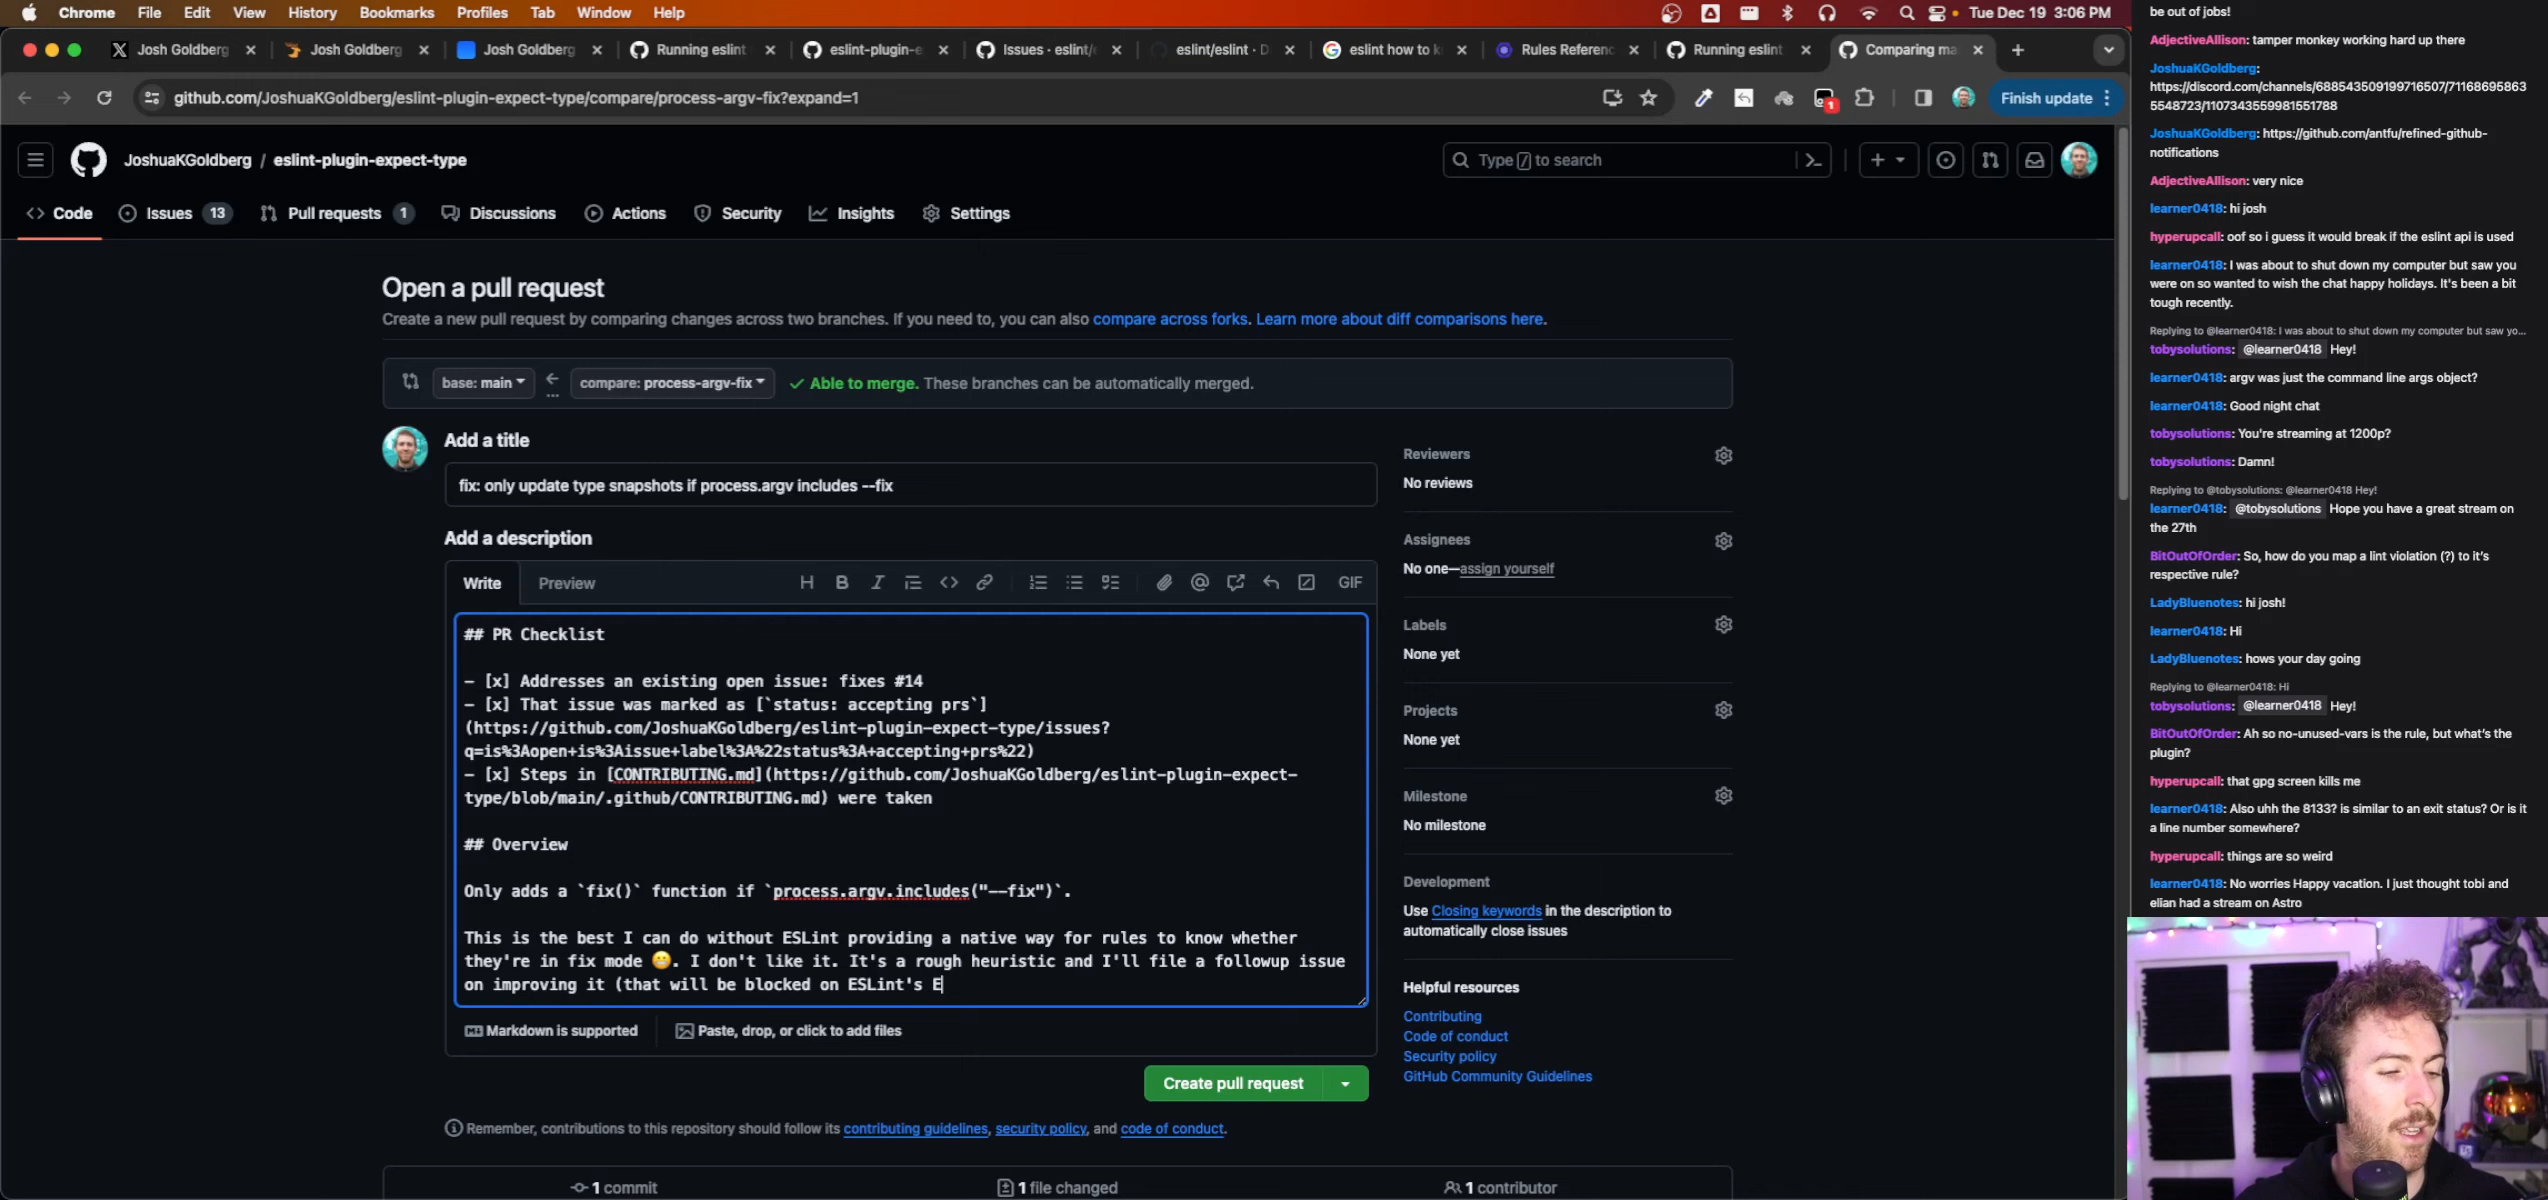 Chrome File Edit View History Bookmarks Profiles Tab Window Help
Tue Dec 19 3:06 PM
Josh Goldberg
Josh Goldberg
Josh Goldberg
Running eslint
eslint-plugin-e
Issues · eslint/e
eslint/eslint · D
eslint how to k
Rules Referenc
Running eslint
Comparing ma
github.com/JoshuaKGoldberg/eslint-plugin-expect-type/compare/process-argv-fix?expand=1
1
Finish update
JoshuaKGoldberg / eslint-plugin-expect-type
Type / to search
Code
Issues 13
Pull requests 1
Discussions
Actions
Security
Insights
Settings
Open a pull request
Create a new pull request by comparing changes across two branches. If you need to, you can also compare across forks. Learn more about diff comparisons here.
base: main
compare: process-argv-fix
Able to merge. These branches can be automatically merged.
Add a title
fix: only update type snapshots if process.argv includes --fix
Add a description
Write
Preview
GIF
## PR Checklist
- [x] Addresses an existing open issue: fixes #14
- [x] That issue was marked as [`status: accepting prs`]
(https://github.com/JoshuaKGoldberg/eslint-plugin-expect-type/issues?
q=is%3Aopen+is%3Aissue+label%3A%22status%3A+accepting+prs%22)
- [x] Steps in [CONTRIBUTING.md](https://github.com/JoshuaKGoldberg/eslint-plugin-expect-
type/blob/main/.github/CONTRIBUTING.md) were taken
## Overview
Only adds a `fix()` function if `process.argv.includes("--fix")`.
This is the best I can do without ESLint providing a native way for rules to know whether
they're in fix mode 😬. I don't like it. It's a rough heuristic and I'll file a followup issue
on improving it (that will be blocked on ESLint's E
Markdown is supported
Paste, drop, or click to add files
Create pull request
Remember, contributions to this repository should follow its contributing guidelines, security policy, and code of conduct.
1 commit
1 file changed
1 contributor
Reviewers
No reviews
Assignees
No one—assign yourself
Labels
None yet
Projects
None yet
Milestone
No milestone
Development
Use Closing keywords in the description to
automatically close issues
Helpful resources
Contributing
Code of conduct
Security policy
GitHub Community Guidelines
be out of jobs!
AdjectiveAllison: tamper monkey working hard up there
JoshuaKGoldberg:
https://discord.com/channels/688543509199716507/71168695863
5548723/1107343559981551788
JoshuaKGoldberg: https://github.com/antfu/refined-github-
notifications
AdjectiveAllison: very nice
learner0418: hi josh
hyperupcall: oof so i guess it would break if the eslint api is used
learner0418: I was about to shut down my computer but saw you
were on so wanted to wish the chat happy holidays. It's been a bit
tough recently.
Replying to @learner0418: I was about to shut down my computer but saw yo...
tobysolutions: @learner0418 Hey!
learner0418: argv was just the command line args object?
learner0418: Good night chat
tobysolutions: You're streaming at 1200p?
tobysolutions: Damn!
Replying to @tobysolutions: @learner0418 Hey!
learner0418: @tobysolutions Hope you have a great stream on
the 27th
BitOutOfOrder: So, how do you map a lint violation (?) to it's
respective rule?
LadyBluenotes: hi josh!
learner0418: Hi
LadyBluenotes: hows your day going
Replying to @learner0418: Hi
tobysolutions: @learner0418 Hey!
BitOutOfOrder: Ah so no-unused-vars is the rule, but what's the
plugin?
hyperupcall: that gpg screen kills me
learner0418: Also uhh the 8133? is similar to an exit status? Or is it
a line number somewhere?
hyperupcall: things are so weird
learner0418: No worries Happy vacation. I just thought tobi and
elian had a stream on Astro